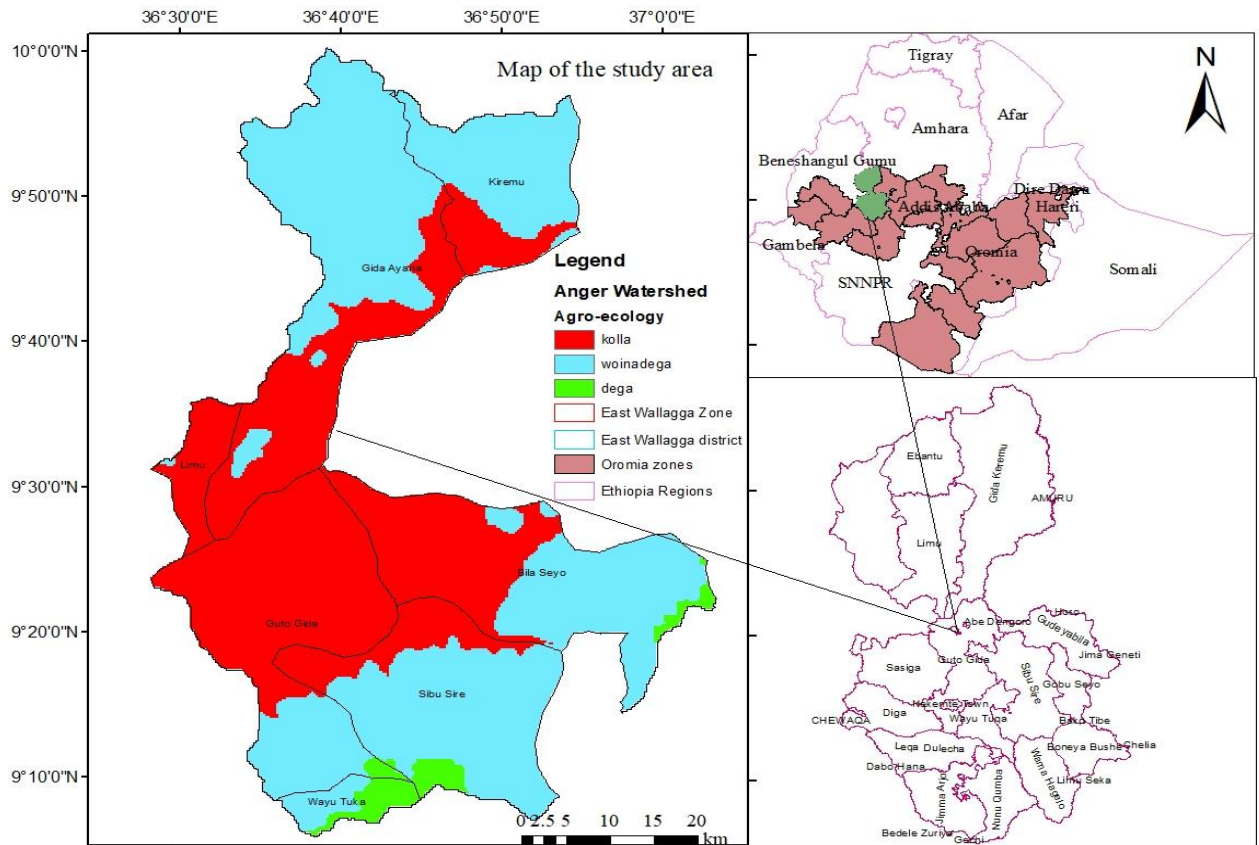 36°30'0"E 36°40'0"E 36°50'0"E 37°0'0"E
10°0'0"N
9°50'0"N
9°40'0"N
9°30'0"N
9°20'0"N
9°10'0"N
Map of the study area
Kiremu
Gida Ayana
Limu
Bila Seyo
Guto Gida
Sibu Sire
Wayu Tuka
Legend
Anger Watershed
Agro-ecology
kolla
woinadega
dega
East Wallagga Zone
East Wallagga district
Oromia zones
Ethiopia Regions
0 2.5 5 10 15 20
km
N
Tigray
Afar
Amhara
Beneshangul Gumu
Dire Dawa
Addis Ababa
Hareri
Gambela
Oromia
SNNPR
Somali
Ebantu
Gida Keremu
AMURU
Limu
Horo
Abe Dengoro
Gudeyabila
Jima Geneti
Guto Gida
Sasiga
Sibu Sire
Gobu Seyo
Nekemte Town
Diga
CHEWAQA
Wayu Tuqa
Bako Tibe
Leqa Dulecha
Boneya Bushe
Chelia
Dabo Hana
Wama Hagelo
Limu Seka
Jimma Arjo
Nunu Qumba
Bedele Zuriya
Gechi